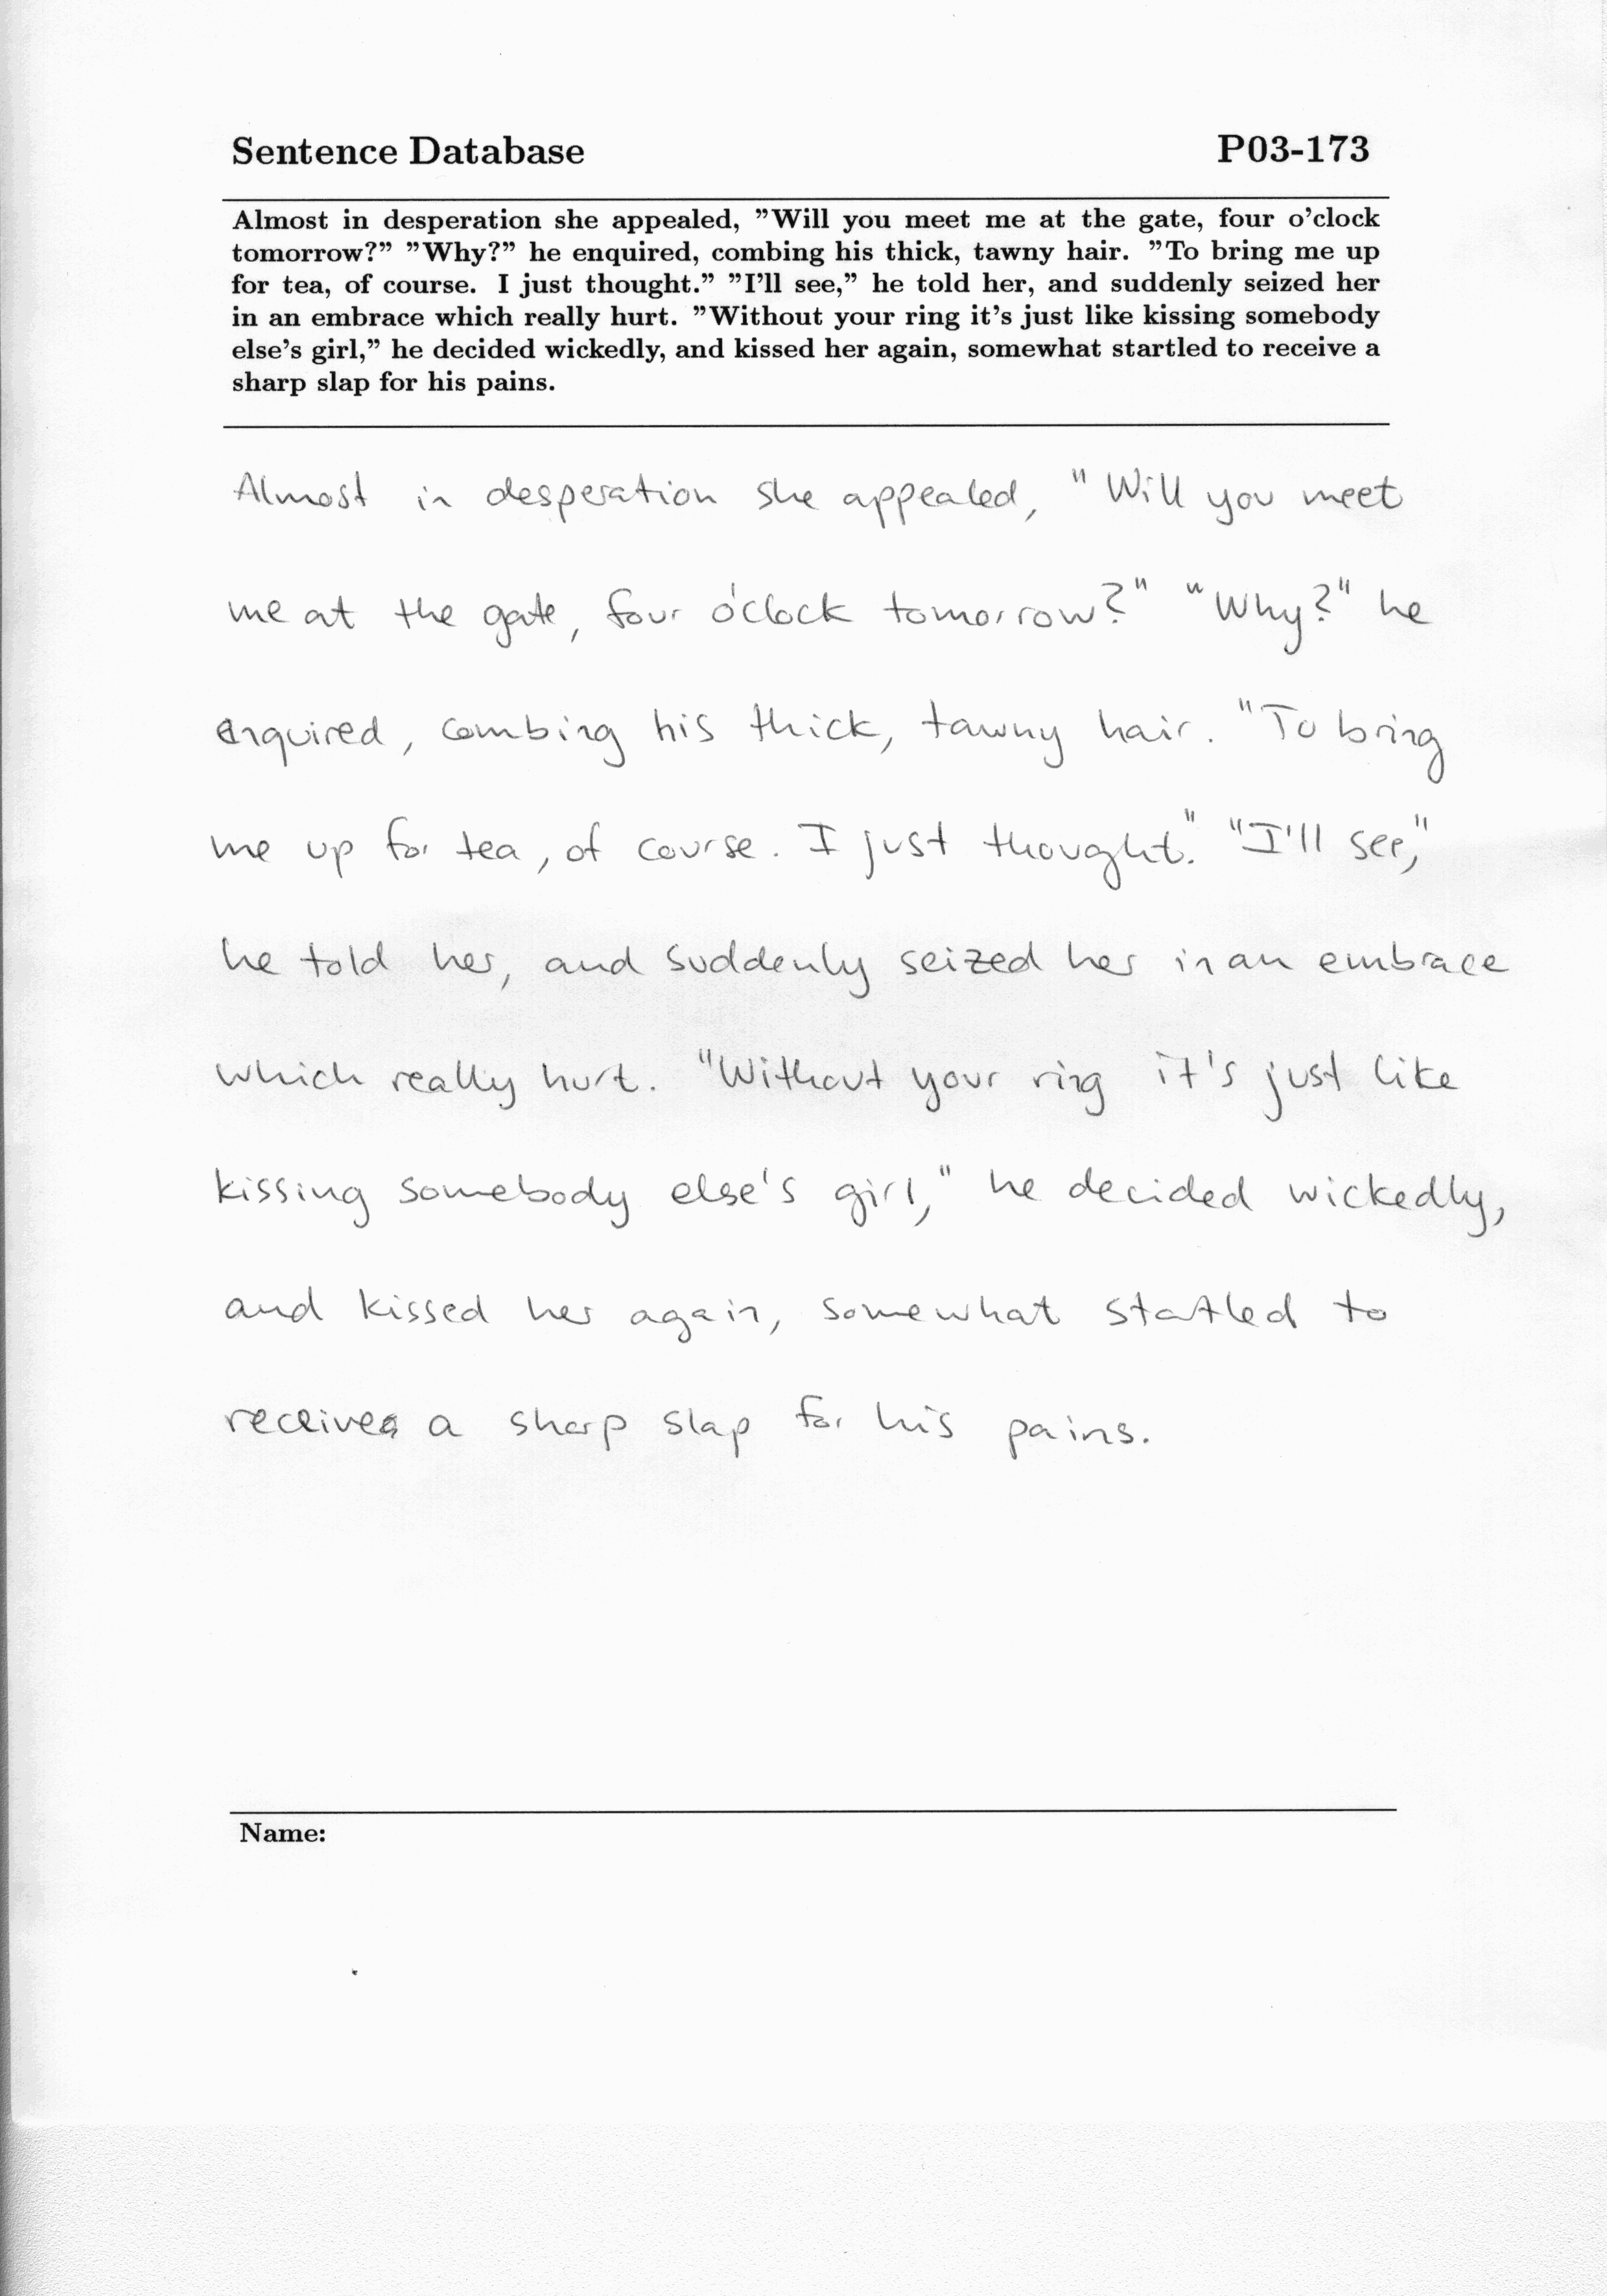 Sentence Database P03-173
Almost in desperation she appealed, ”Will you meet me at the gate, four o’clock
tomorrow?” ”Why?” he enquired, combing his thick, tawny hair. ”To bring me up
for tea, of course. I just thought.” ”I’ll see,” he told her, and suddenly seized her
in an embrace which really hurt. ”Without your ring it’s just like kissing somebody
else’s girl,” he decided wickedly, and kissed her again, somewhat startled to receive a
sharp slap for his pains.
Almost in desperation she appealed, "Will you meet
me at the gate, four o'clock tomorrow?" "Why?" he
enquired, combing his thick, tawny hair. "To bring
me up for tea, of course. I just thought." "I'll see,"
he told her, and suddenly seized her in an embrace
which really hurt. "Without your ring it's just like
kissing somebody else's girl," he decided wickedly,
and kissed her again, somewhat startled to
receive a sharp slap for his pains.
Name: